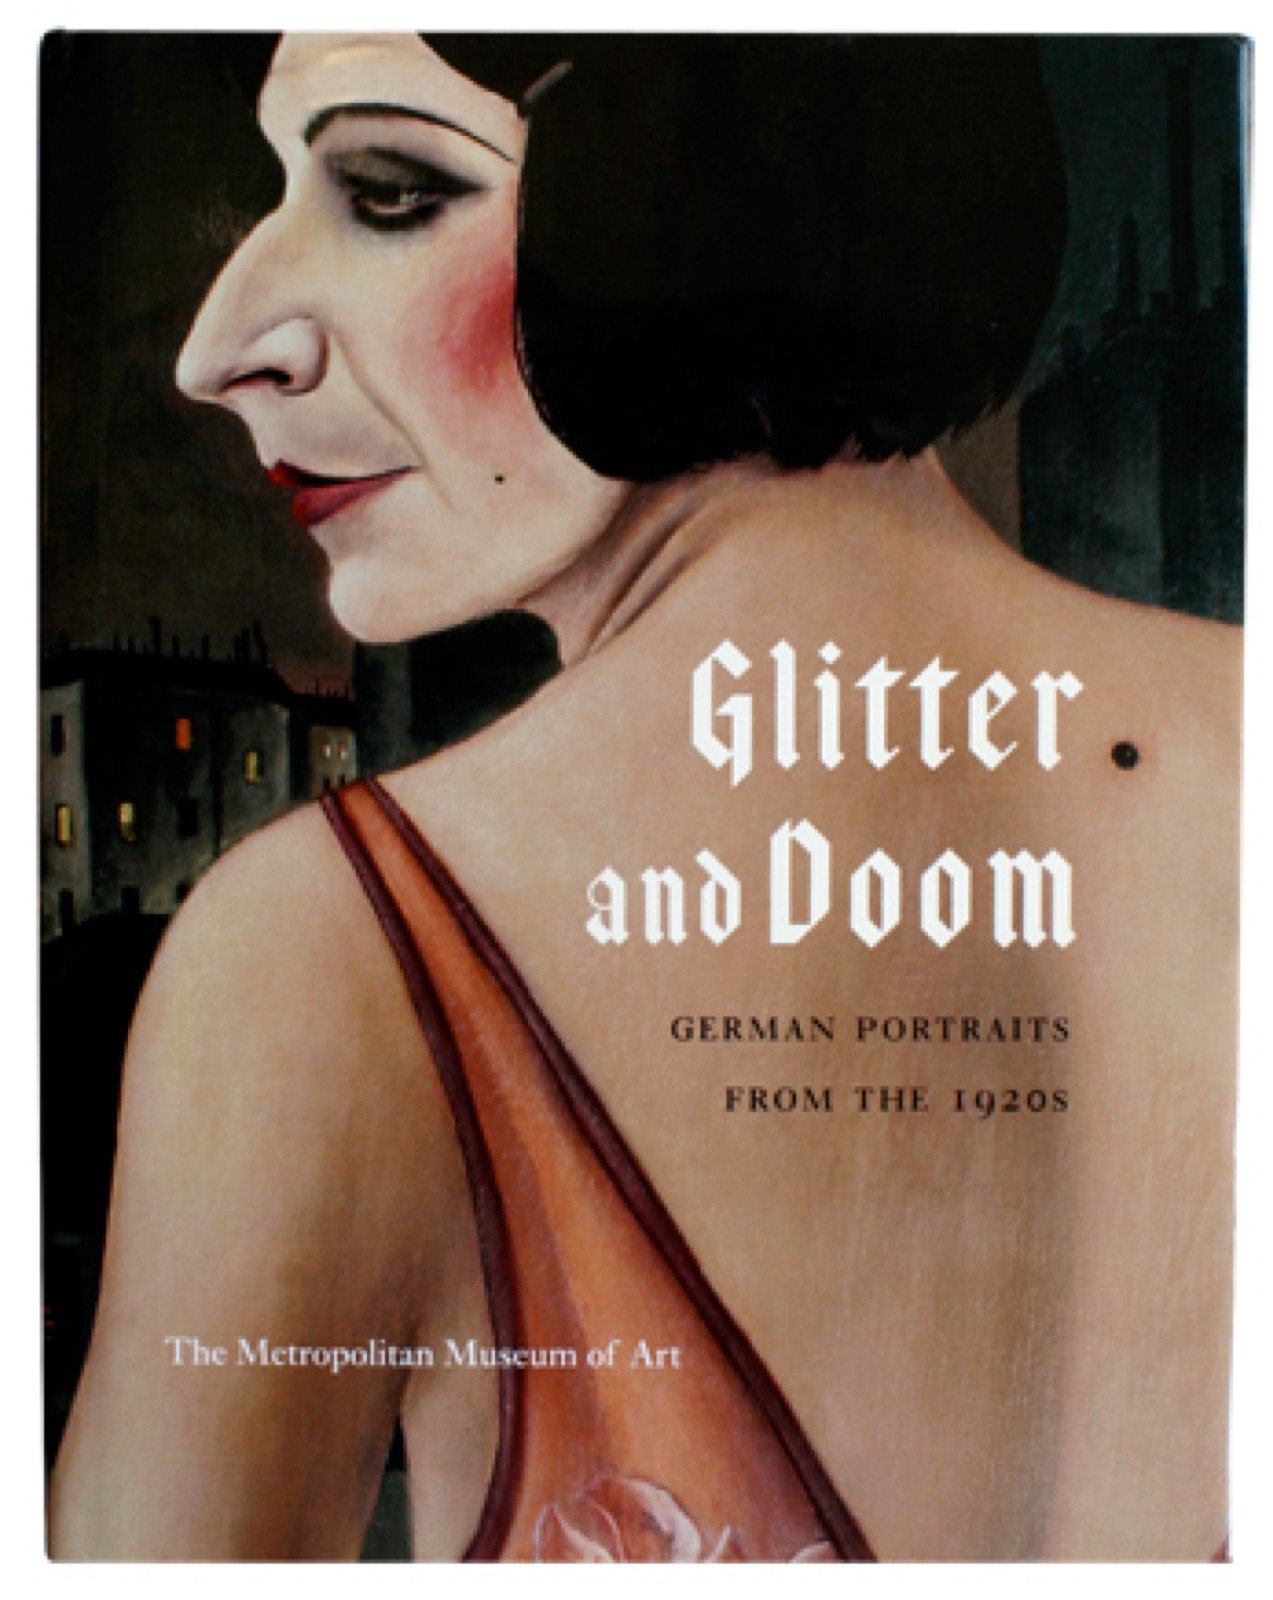 Glitter
and Doom
GERMAN PORTRAITS
FROM THE 1920S
The Metropolitan Museum of Art